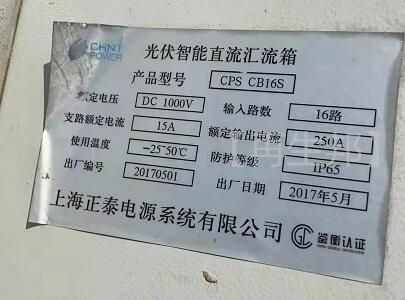 CHNT
POWER
光伏智能直流汇流箱
产品型号 CPS CB16S
额定电压 DC 1000V 输入路数 16路
支路额定电流 15A 额定输出电流 250A
使用温度 -25~50℃ 防护等级 IP65
出厂编号 20170501 出厂日期 2017年5月
上海正泰电源系统有限公司 鉴衡认证
[再生邦]